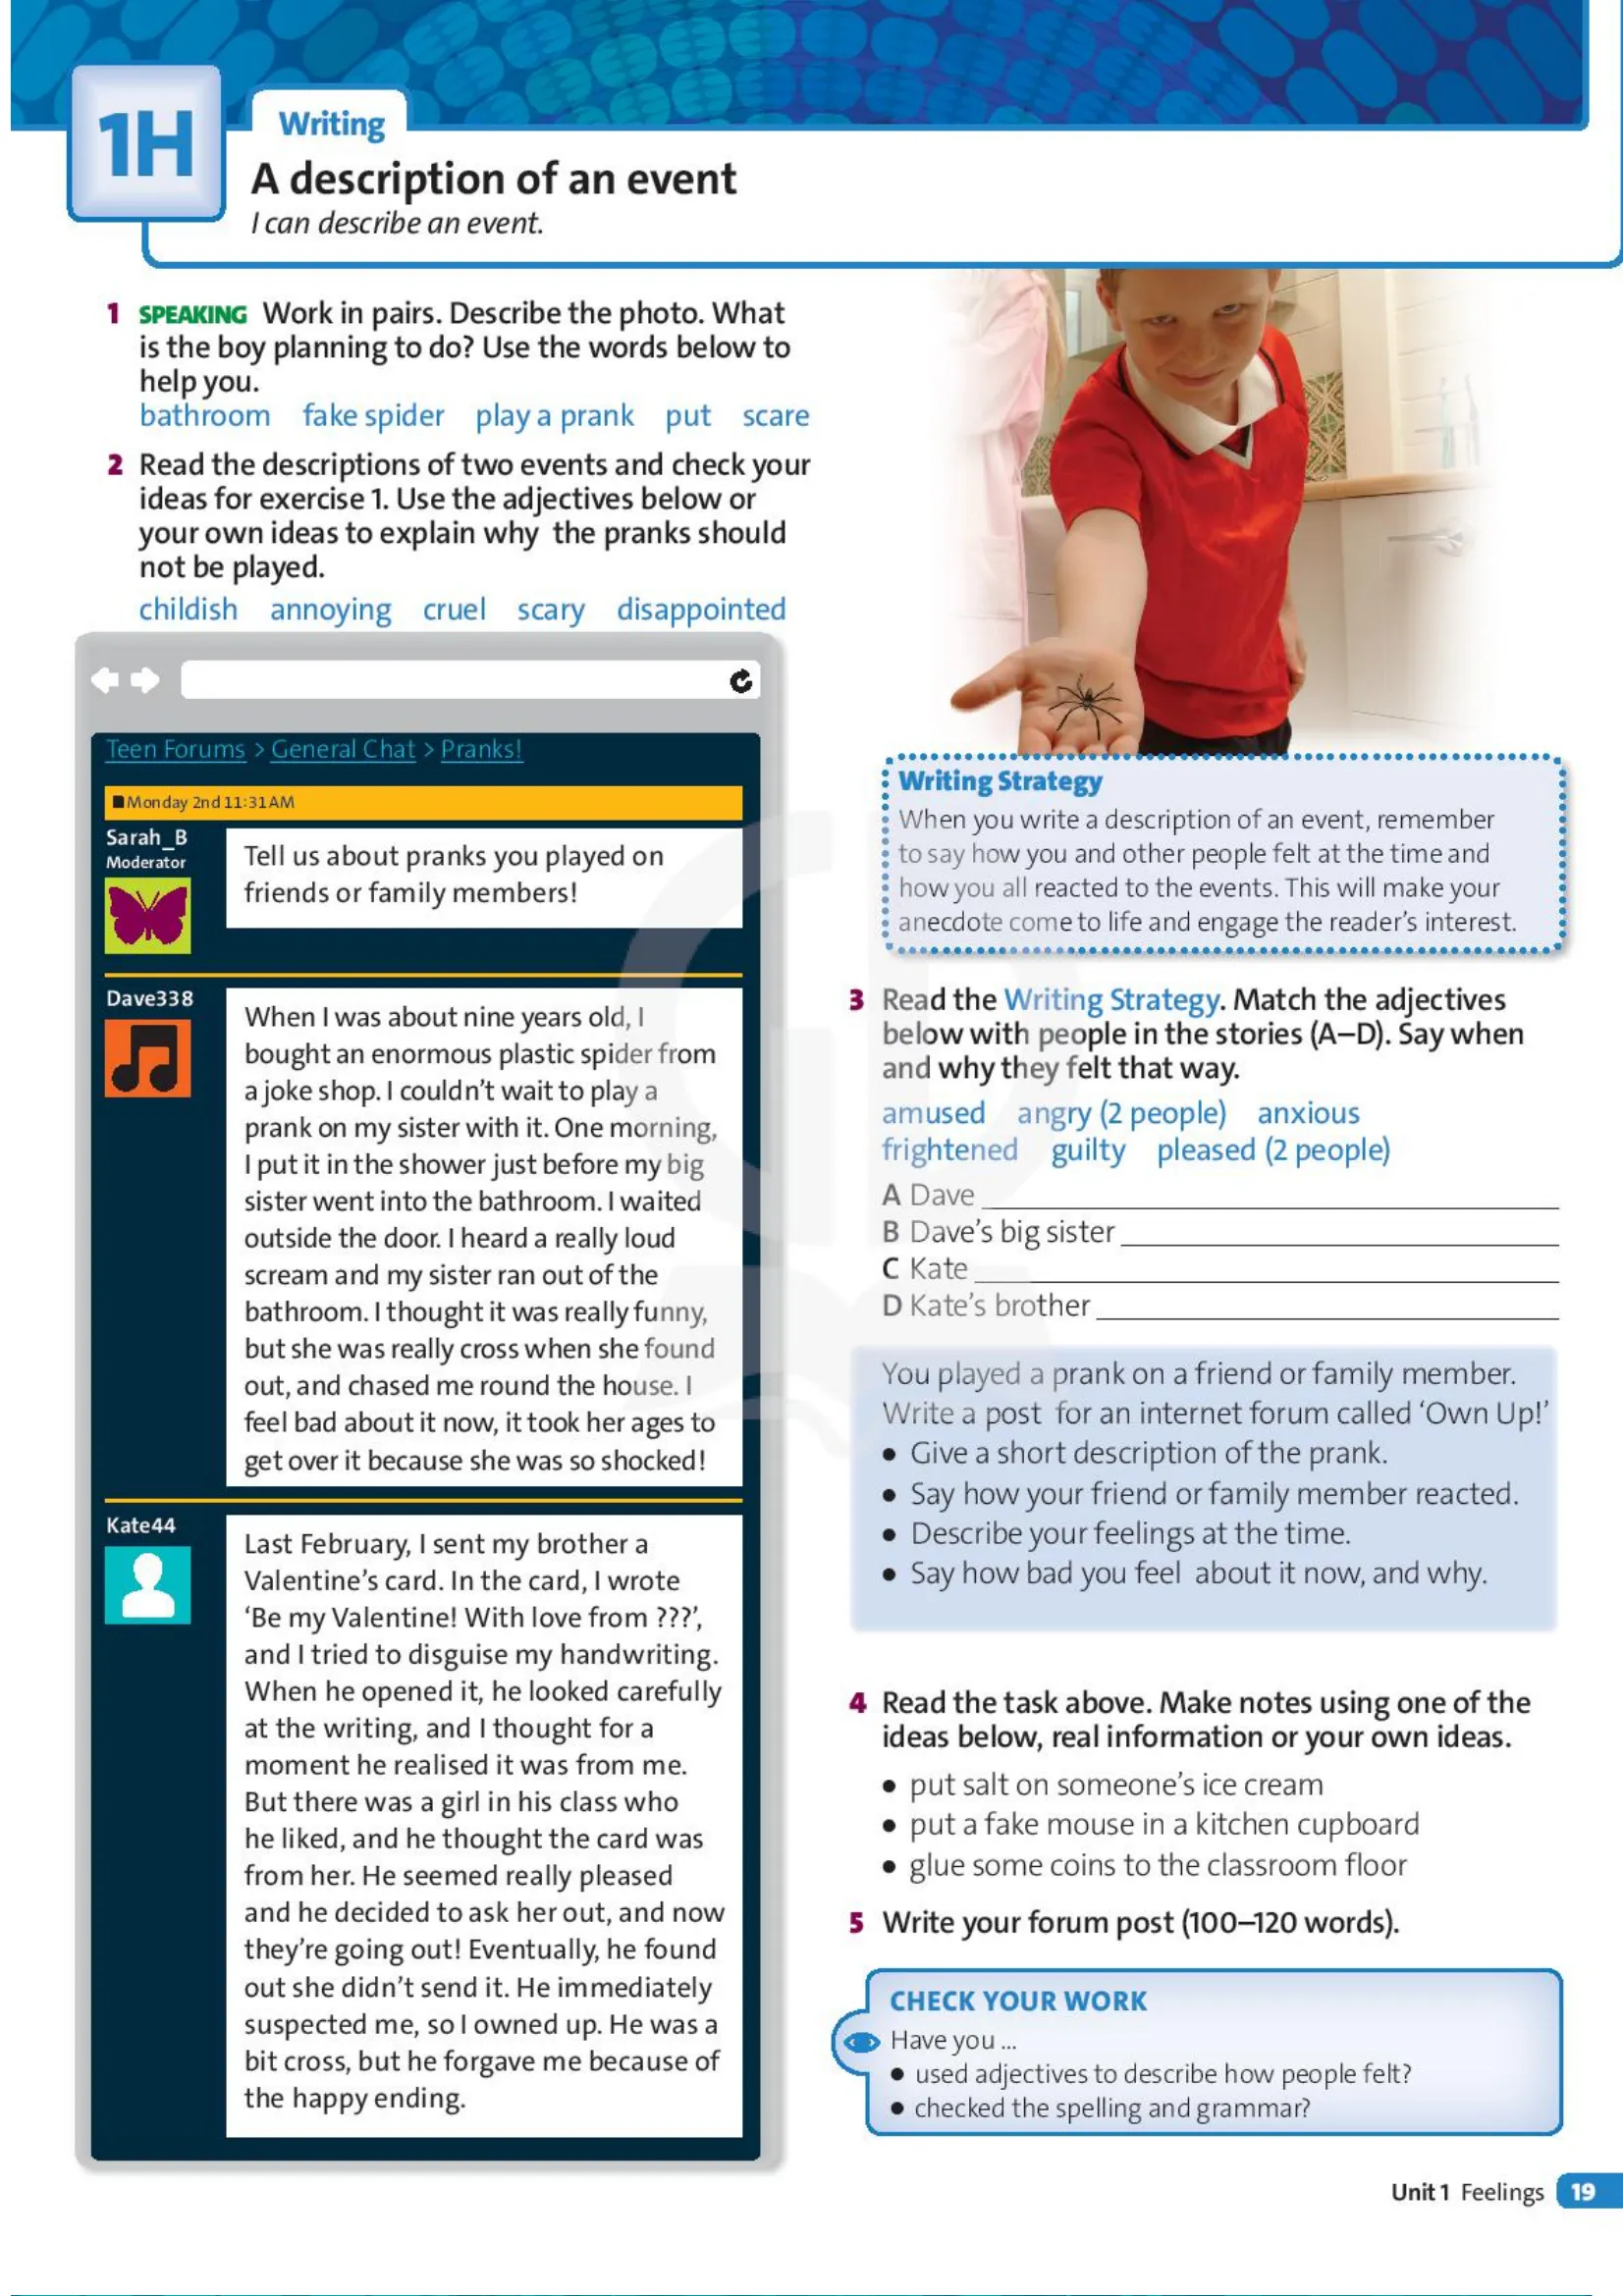 1H
Writing
A description of an event
I can describe an event.
1 SPEAKING Work in pairs. Describe the photo. What
is the boy planning to do? Use the words below to
help you.
bathroom fake spider play a prank put scare
2 Read the descriptions of two events and check your
ideas for exercise 1. Use the adjectives below or
your own ideas to explain why the pranks should
not be played.
childish annoying cruel scary disappointed
Teen Forums > General Chat > Pranks!
Monday 2nd 11:31AM
Sarah_B
Moderator
Tell us about pranks you played on
friends or family members!
Dave338
When I was about nine years old, I
bought an enormous plastic spider from
a joke shop. I couldn't wait to play a
prank on my sister with it. One morning,
I put it in the shower just before my big
sister went into the bathroom. I waited
outside the door. I heard a really loud
scream and my sister ran out of the
bathroom. I thought it was really funny,
but she was really cross when she found
out, and chased me round the house. I
feel bad about it now, it took her ages to
get over it because she was so shocked!
Kate44
Last February, I sent my brother a
Valentine's card. In the card, I wrote
'Be my Valentine! With love from ???',
and I tried to disguise my handwriting.
When he opened it, he looked carefully
at the writing, and I thought for a
moment he realised it was from me.
But there was a girl in his class who
he liked, and he thought the card was
from her. He seemed really pleased
and he decided to ask her out, and now
they're going out! Eventually, he found
out she didn't send it. He immediately
suspected me, so I owned up. He was a
bit cross, but he forgave me because of
the happy ending.
Writing Strategy
When you write a description of an event, remember
to say how you and other people felt at the time and
how you all reacted to the events. This will make your
anecdote come to life and engage the reader's interest.
3 Read the Writing Strategy. Match the adjectives
below with people in the stories (A–D). Say when
and why they felt that way.
amused angry (2 people) anxious
frightened guilty pleased (2 people)
A Dave
B Dave's big sister
C Kate
D Kate's brother
You played a prank on a friend or family member.
Write a post for an internet forum called 'Own Up!'
• Give a short description of the prank.
• Say how your friend or family member reacted.
• Describe your feelings at the time.
• Say how bad you feel about it now, and why.
4 Read the task above. Make notes using one of the
ideas below, real information or your own ideas.
• put salt on someone's ice cream
• put a fake mouse in a kitchen cupboard
• glue some coins to the classroom floor
5 Write your forum post (100–120 words).
CHECK YOUR WORK
Have you ...
• used adjectives to describe how people felt?
• checked the spelling and grammar?
Unit 1 Feelings 19